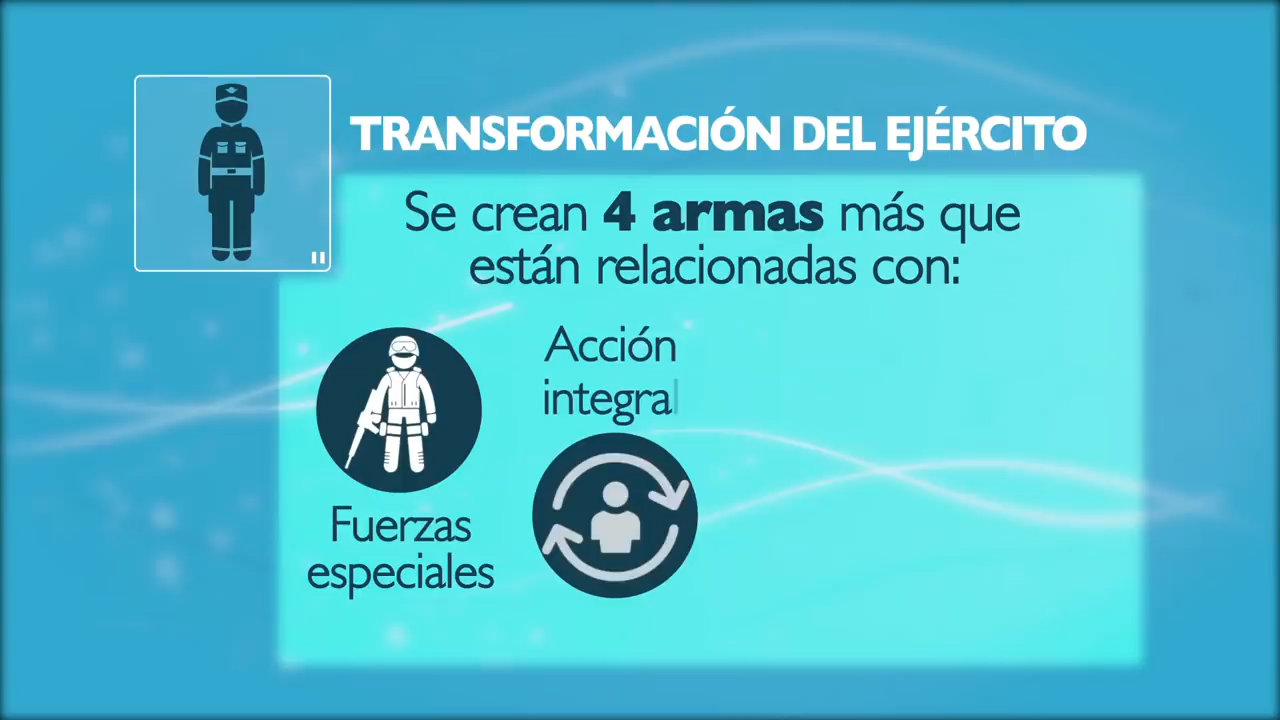 TRANSFORMACIÓN DEL EJÉRCITO
Se crean 4 armas más que
están relacionadas con:
Acción
integral
Fuerzas
especiales